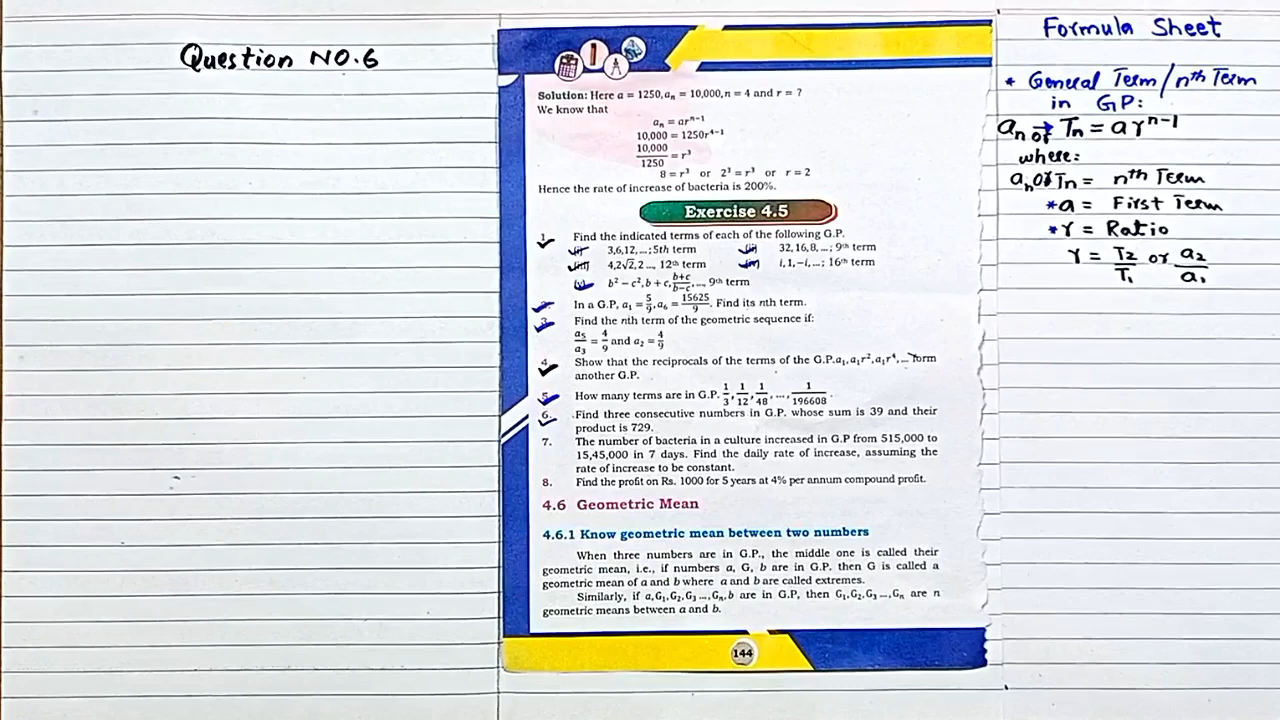 Question NO.6
Solution: Here a = 1250, aₙ = 10,000, n = 4 and r = ?
We know that
aₙ = arⁿ⁻¹
10,000 = 1250r⁴⁻¹
10,000/1250 = r³
8 = r³ or 2³ = r³ or r = 2
Hence the rate of increase of bacteria is 200%.
Exercise 4.5
1. Find the indicated terms of each of the following G.P.
(i) 3,6,12,...;5th term (ii) 32,16,8,...; 9ᵗʰ term
(iii) 4,2√2,2 ..., 12ᵗʰ term (iv) i,1,−i,...; 16ᵗʰ term
(v) b² − c², b + c, (b+c)/(b−c), ..., 9ᵗʰ term
2. In a G.P, a₁ = 5/9, a₆ = 15625/9. Find its nth term.
3. Find the nth term of the geometric sequence if:
a₅/a₃ = 4/9 and a₂ = 4/9
4. Show that the reciprocals of the terms of the G.P. a₁, a₁r², a₁r⁴, ... form
another G.P.
5. How many terms are in G.P. 1/3, 1/12, 1/48, ..., 1/196608.
6. Find three consecutive numbers in G.P. whose sum is 39 and their
product is 729.
7. The number of bacteria in a culture increased in G.P from 515,000 to
15,45,000 in 7 days. Find the daily rate of increase, assuming the
rate of increase to be constant.
8. Find the profit on Rs. 1000 for 5 years at 4% per annum compound profit.
4.6 Geometric Mean
4.6.1 Know geometric mean between two numbers
When three numbers are in G.P., the middle one is called their
geometric mean, i.e., if numbers a, G, b are in G.P. then G is called a
geometric mean of a and b where a and b are called extremes.
Similarly, if a,G₁,G₂,G₃ ...,Gₙ,b are in G.P, then G₁,G₂,G₃ ...,Gₙ are n
geometric means between a and b.
144
Formula Sheet
* General Term/nᵗʰ Term
in GP:
aₙ or Tₙ = arⁿ⁻¹
where:
aₙ or Tₙ = nᵗʰ Term
*a = First Term
*r = Ratio
r = T₂/T₁ or a₂/a₁